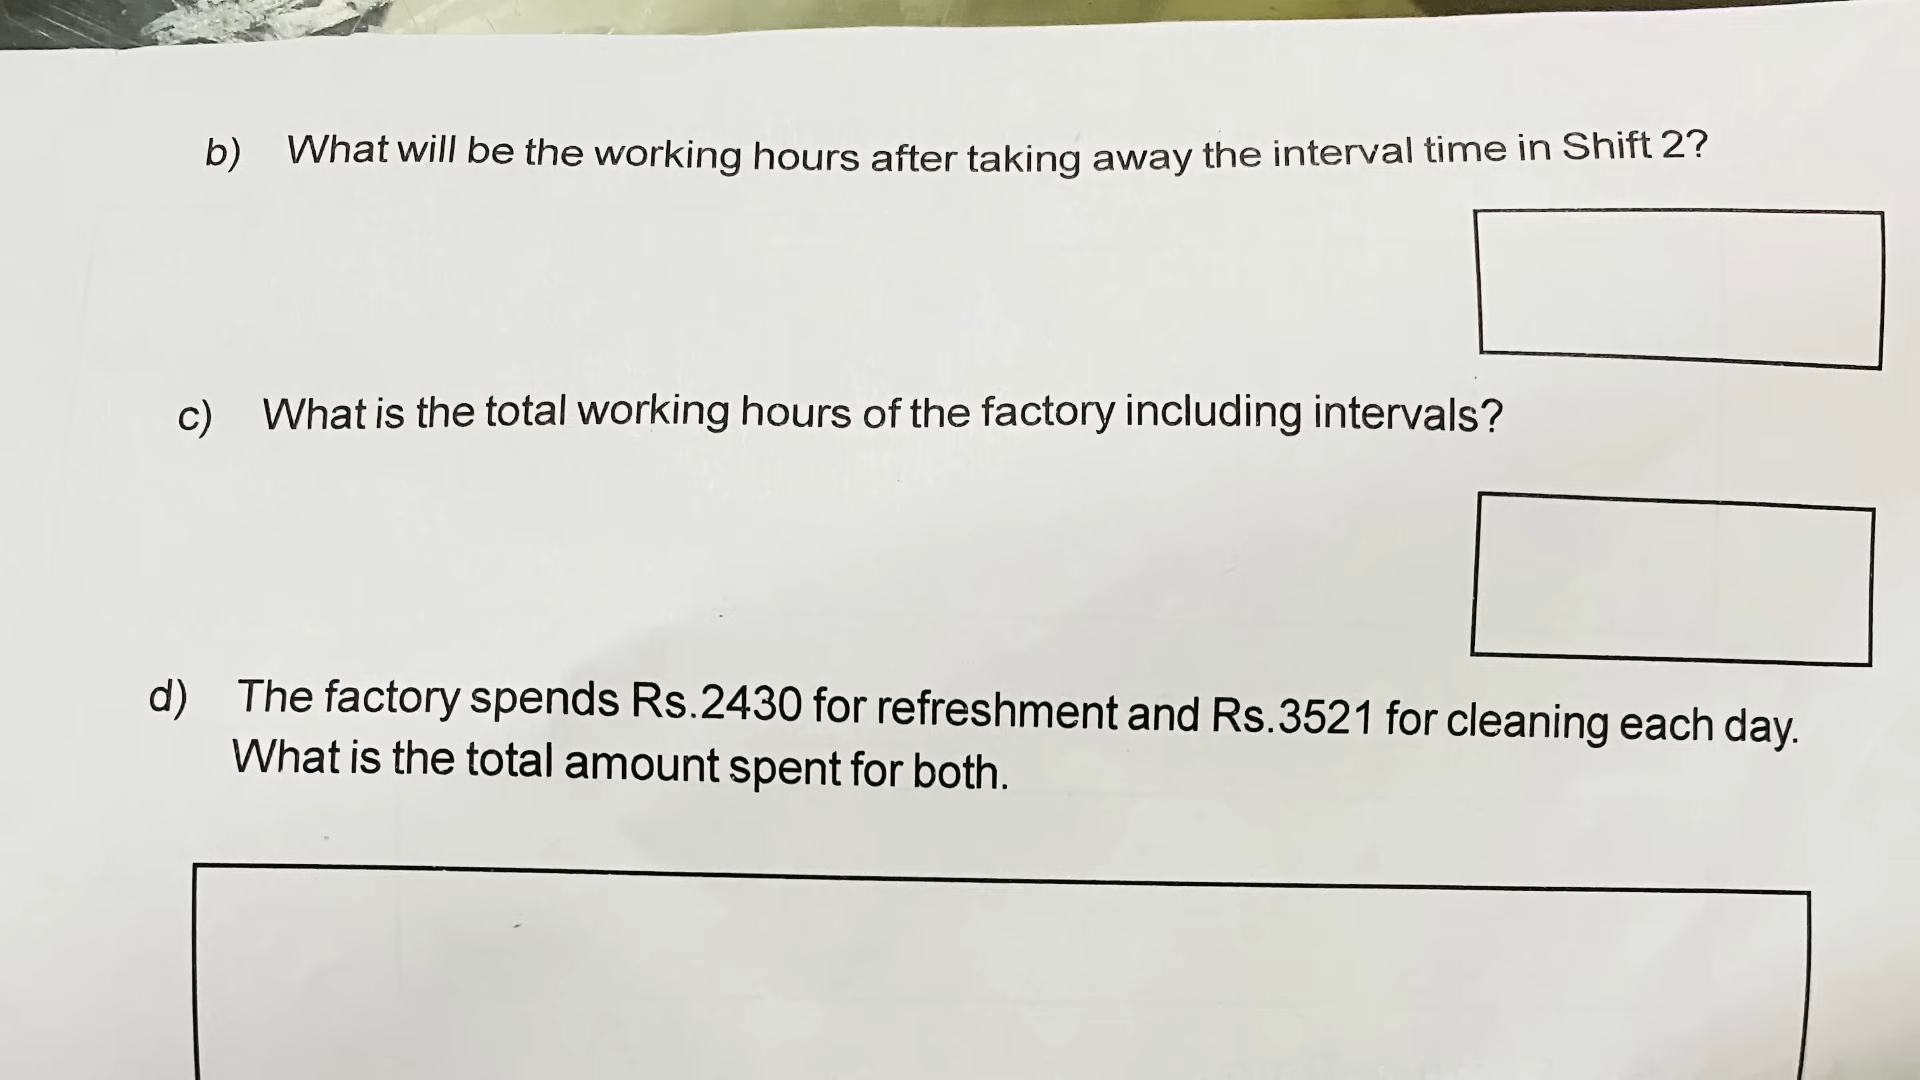 b) What will be the working hours after taking away the interval time in Shift 2?
c) What is the total working hours of the factory including intervals?
d) The factory spends Rs.2430 for refreshment and Rs.3521 for cleaning each day.
What is the total amount spent for both.